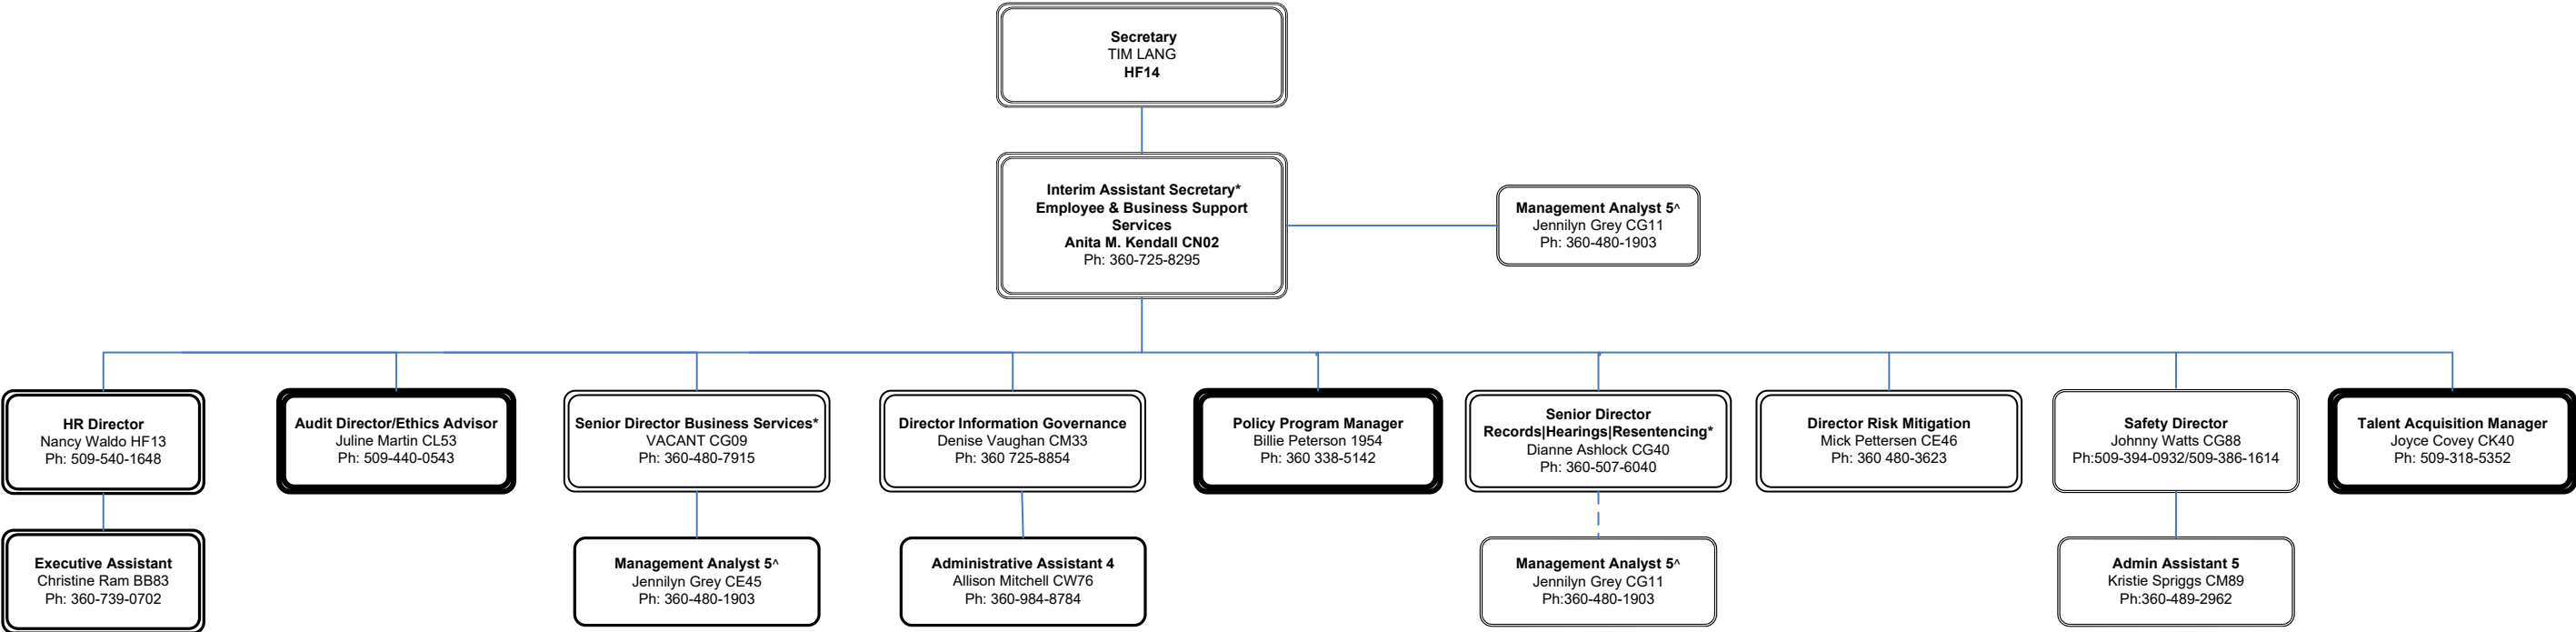 Secretary
TIM LANG
HF14
Interim Assistant Secretary*
Employee & Business Support
Services
Anita M. Kendall CN02
Ph: 360-725-8295
Management Analyst 5^
Jennilyn Grey CG11
Ph: 360-480-1903
HR Director
Nancy Waldo HF13
Ph: 509-540-1648
Audit Director/Ethics Advisor
Juline Martin CL53
Ph: 509-440-0543
Senior Director Business Services*
VACANT CG09
Ph: 360-480-7915
Director Information Governance
Denise Vaughan CM33
Ph: 360 725-8854
Policy Program Manager
Billie Peterson 1954
Ph: 360 338-5142
Senior Director
Records|Hearings|Resentencing*
Dianne Ashlock CG40
Ph: 360-507-6040
Director Risk Mitigation
Mick Pettersen CE46
Ph: 360 480-3623
Safety Director
Johnny Watts CG88
Ph:509-394-0932/509-386-1614
Talent Acquisition Manager
Joyce Covey CK40
Ph: 509-318-5352
Executive Assistant
Christine Ram BB83
Ph: 360-739-0702
Management Analyst 5^
Jennilyn Grey CE45
Ph: 360-480-1903
Administrative Assistant 4
Allison Mitchell CW76
Ph: 360-984-8784
Management Analyst 5^
Jennilyn Grey CG11
Ph:360-480-1903
Admin Assistant 5
Kristie Spriggs CM89
Ph:360-489-2962